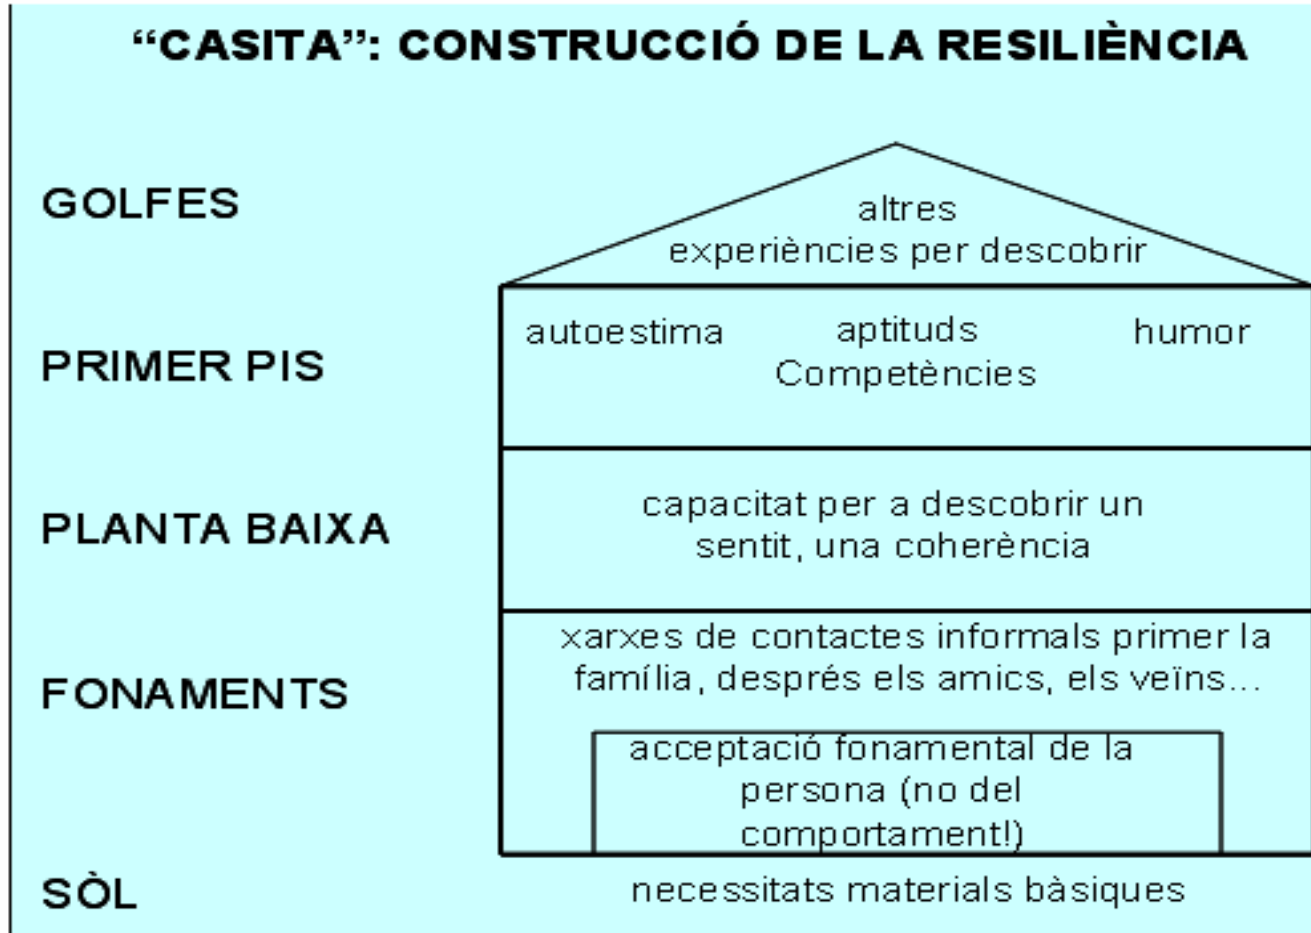 “CASITA”: CONSTRUCCIÓ DE LA RESILIÈNCIA
GOLFES
altres
experiències per descobrir
PRIMER PIS
autoestima aptituds humor
Competències
PLANTA BAIXA
capacitat per a descobrir un
sentit, una coherència
FONAMENTS
xarxes de contactes informals primer la
família, després els amics, els veïns...
acceptació fonamental de la
persona (no del
comportament!)
SÒL
necessitats materials bàsiques